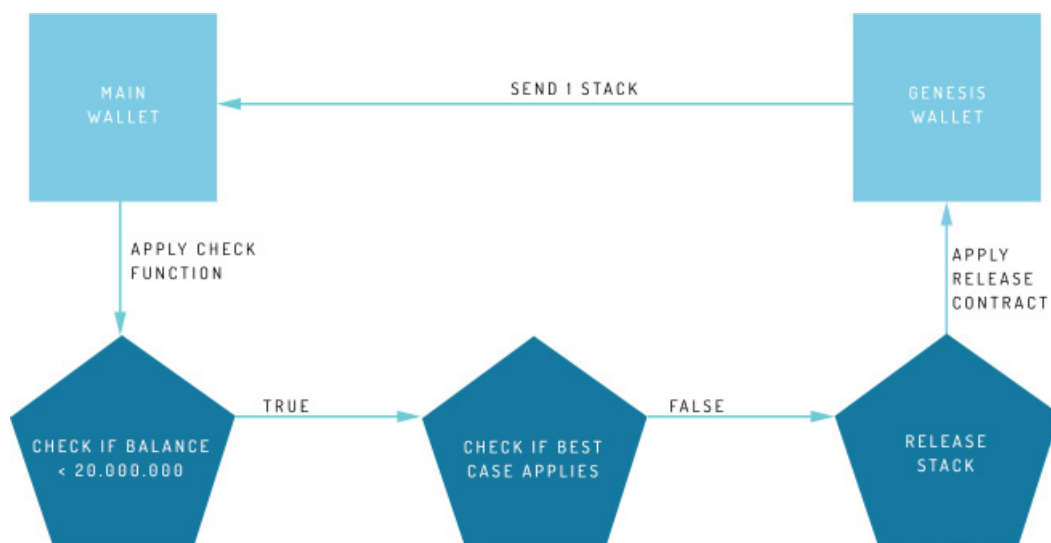 MAIN
WALLET
SEND 1 STACK
GENESIS
WALLET
APPLY CHECK
FUNCTION
APPLY
RELEASE
CONTRACT
TRUE
FALSE
CHECK IF BALANCE
< 20.000.000
CHECK IF BEST
CASE APPLIES
RELEASE
STACK